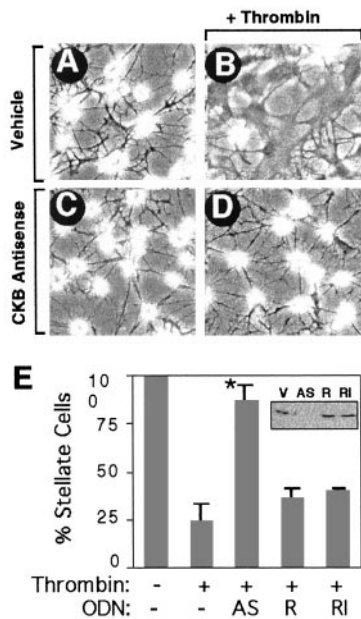 + Thrombin
A
B
Vehicle
C
D
CKB Antisense
E
10
0
*
V AS R RI
75
50
25
0
% Stellate Cells
Thrombin: - + + + +
ODN: - - AS R RI